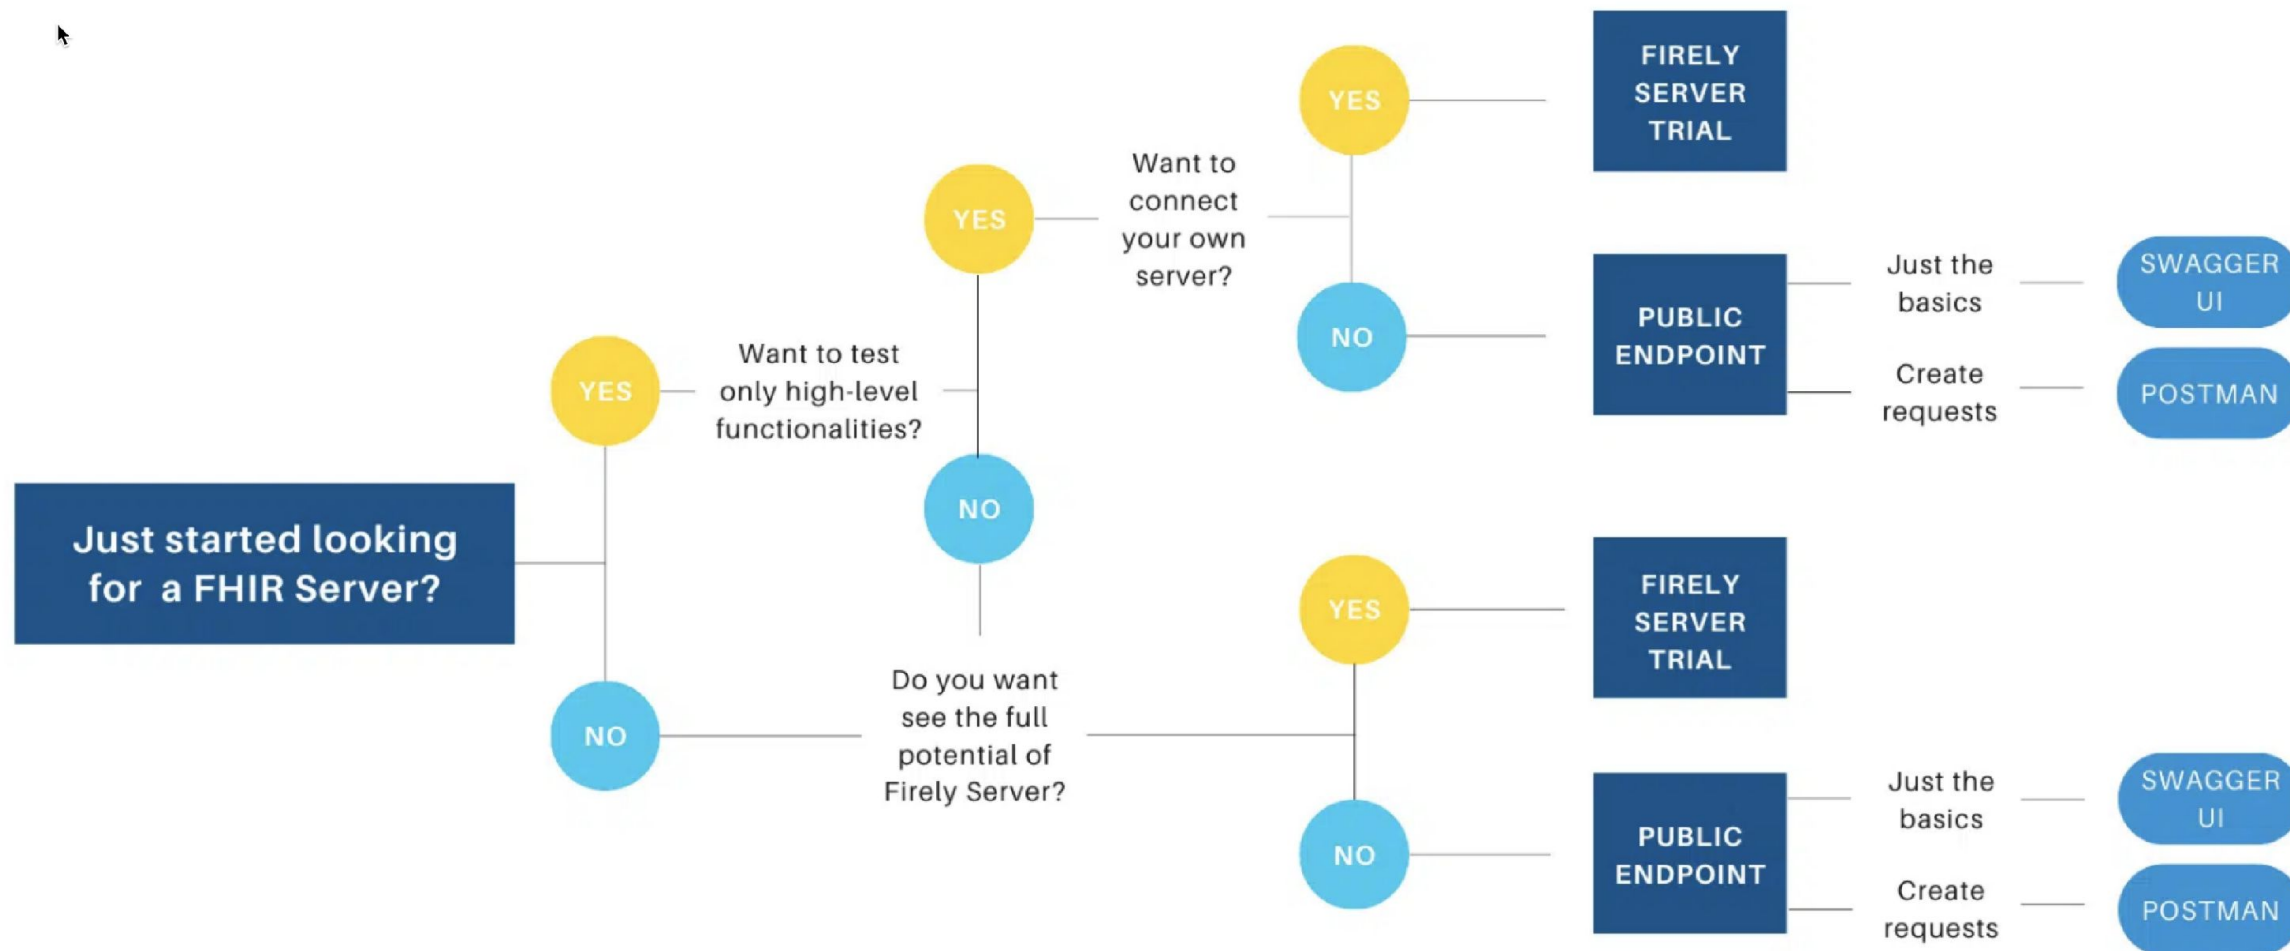 Just started looking
for a FHIR Server?
YES
Want to test
only high-level
functionalities?
YES
Want to
connect
your own
server?
YES
FIRELY
SERVER
TRIAL
NO
PUBLIC
ENDPOINT
Just the
basics
SWAGGER
UI
Create
requests
POSTMAN
NO
NO
Do you want
see the full
potential of
Firely Server?
YES
FIRELY
SERVER
TRIAL
NO
PUBLIC
ENDPOINT
Just the
basics
SWAGGER
UI
Create
requests
POSTMAN